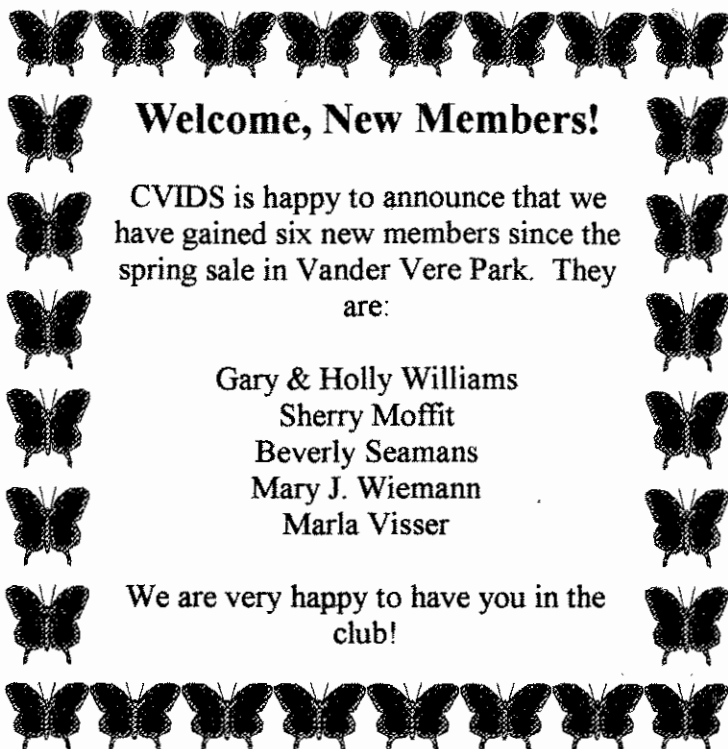 Welcome, New Members!
CVIDS is happy to announce that we
have gained six new members since the
spring sale in Vander Vere Park. They
are:
Gary & Holly Williams
Sherry Moffit
Beverly Seamans
Mary J. Wiemann
Marla Visser
We are very happy to have you in the
club!